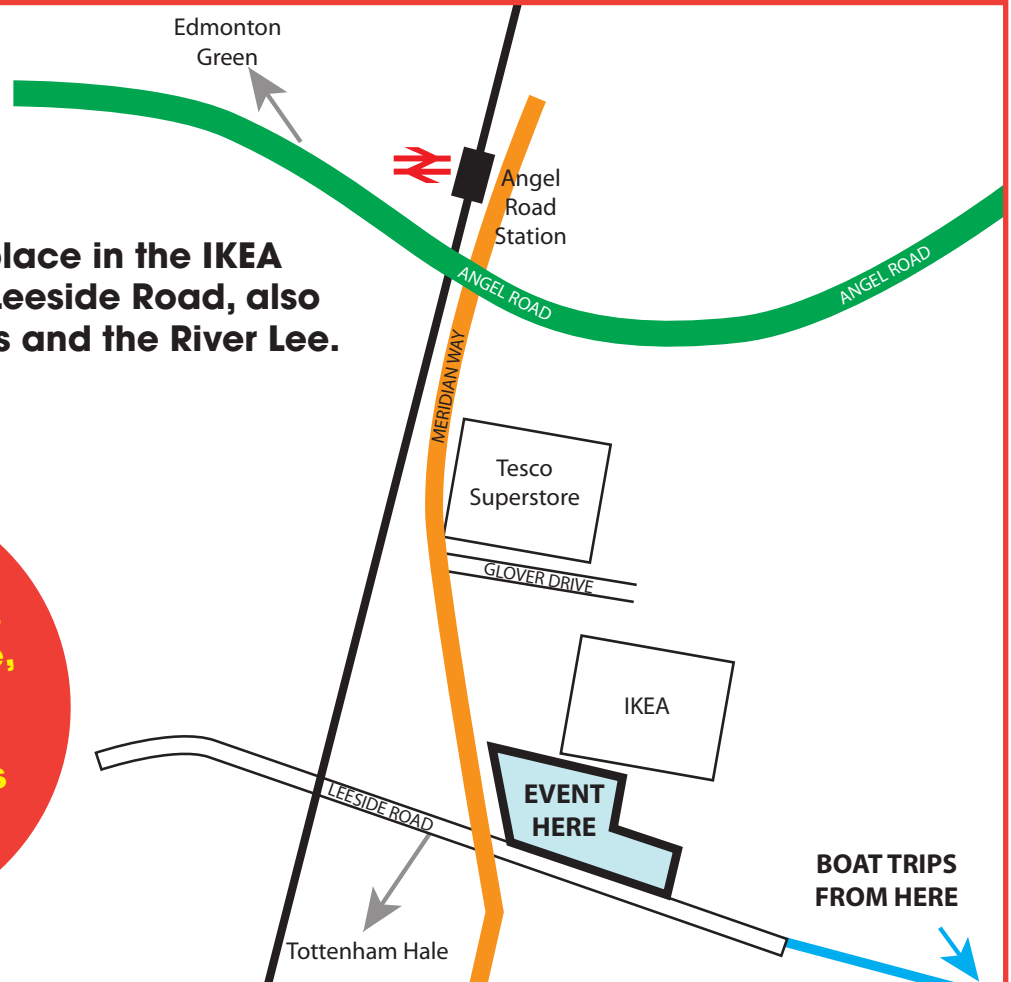 Edmonton
Green
Angel
Road
Station
place in the IKEA
Leeside Road, also
s and the River Lee.
ANGEL ROAD
ANGEL ROAD
MERIDIAN WAY
Tesco
Superstore
GLOVER DRIVE
IKEA
e,
s
LEESIDE ROAD
EVENT
HERE
BOAT TRIPS
FROM HERE
Tottenham Hale